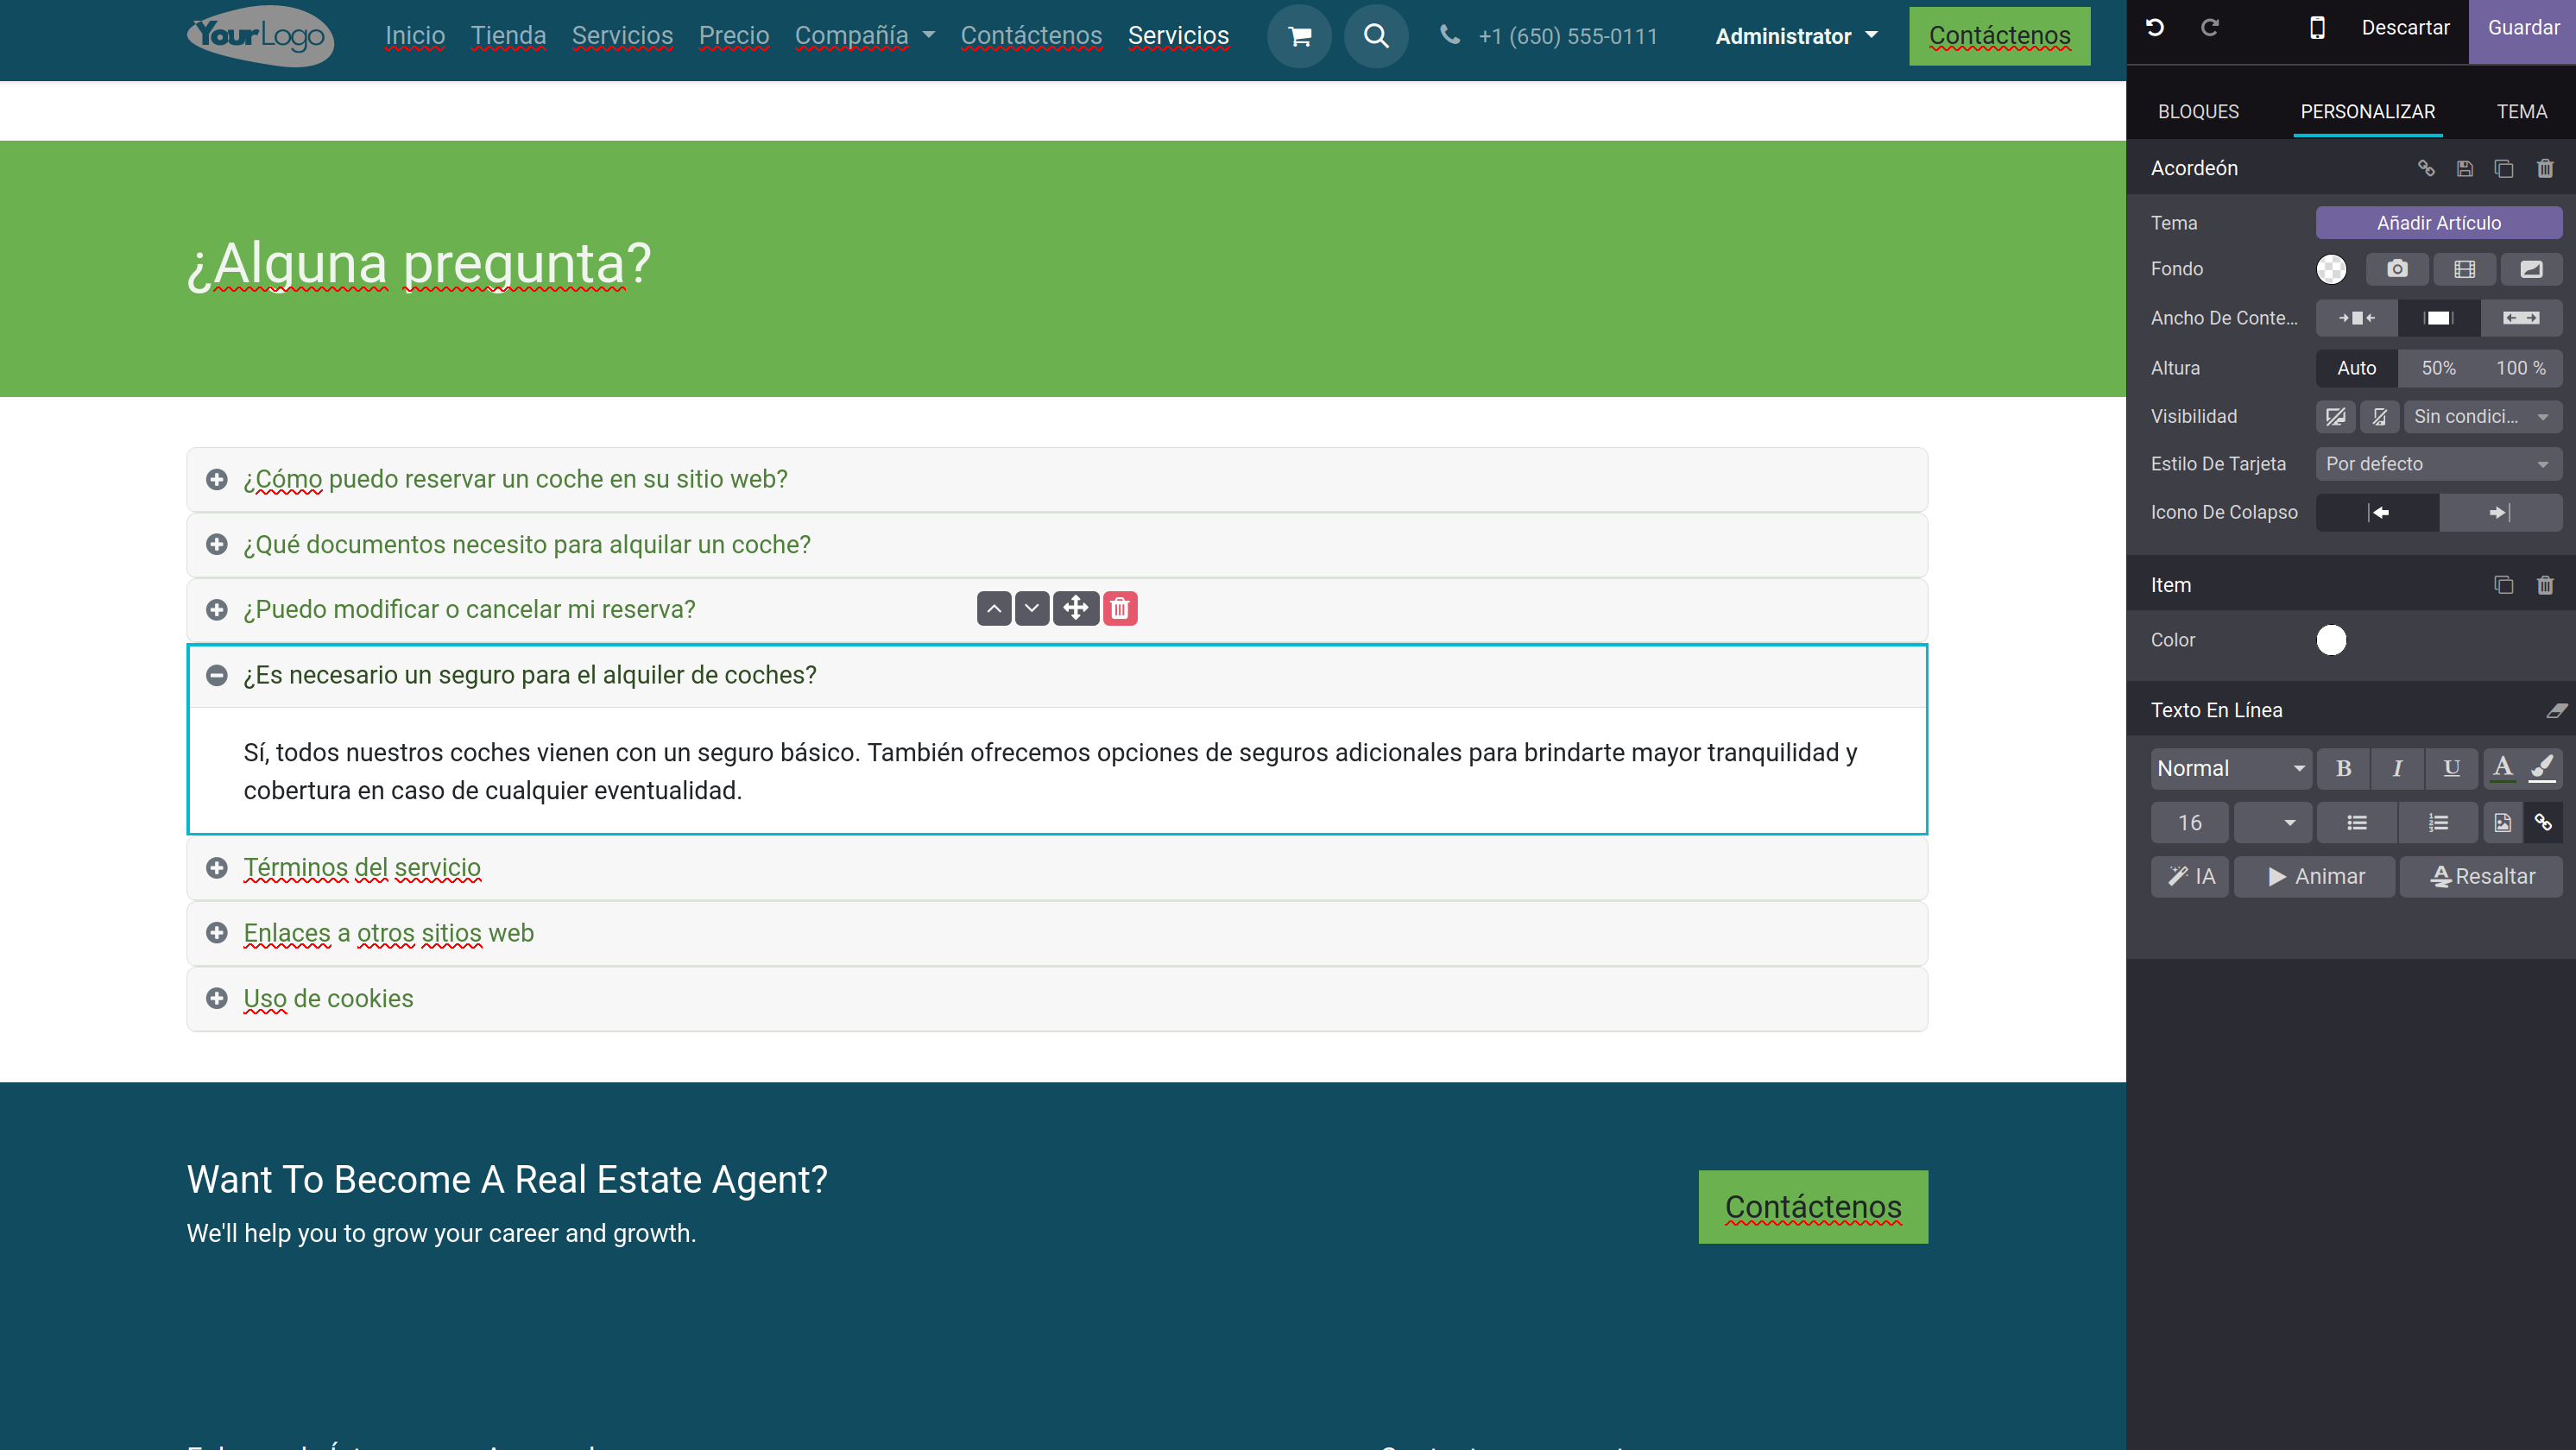 YourLogo
Inicio
Tienda
Servicios
Precio
Compañía
Contáctenos
Servicios
+1 (650) 555-0111
Administrator
Contáctenos
Descartar
Guardar
BLOQUES
PERSONALIZAR
TEMA
¿Alguna pregunta?
¿Cómo puedo reservar un coche en su sitio web?
¿Qué documentos necesito para alquilar un coche?
¿Puedo modificar o cancelar mi reserva?
¿Es necesario un seguro para el alquiler de coches?
Sí, todos nuestros coches vienen con un seguro básico. También ofrecemos opciones de seguros adicionales para brindarte mayor tranquilidad y
cobertura en caso de cualquier eventualidad.
Términos del servicio
Enlaces a otros sitios web
Uso de cookies
Want To Become A Real Estate Agent?
We'll help you to grow your career and growth.
Contáctenos
Acordeón
Tema
Añadir Artículo
Fondo
Ancho De Conte...
Altura
Auto
50%
100 %
Visibilidad
Sin condici...
Estilo De Tarjeta
Por defecto
Icono De Colapso
Item
Color
Texto En Línea
Normal
B
I
U
A
16
IA
Animar
Resaltar